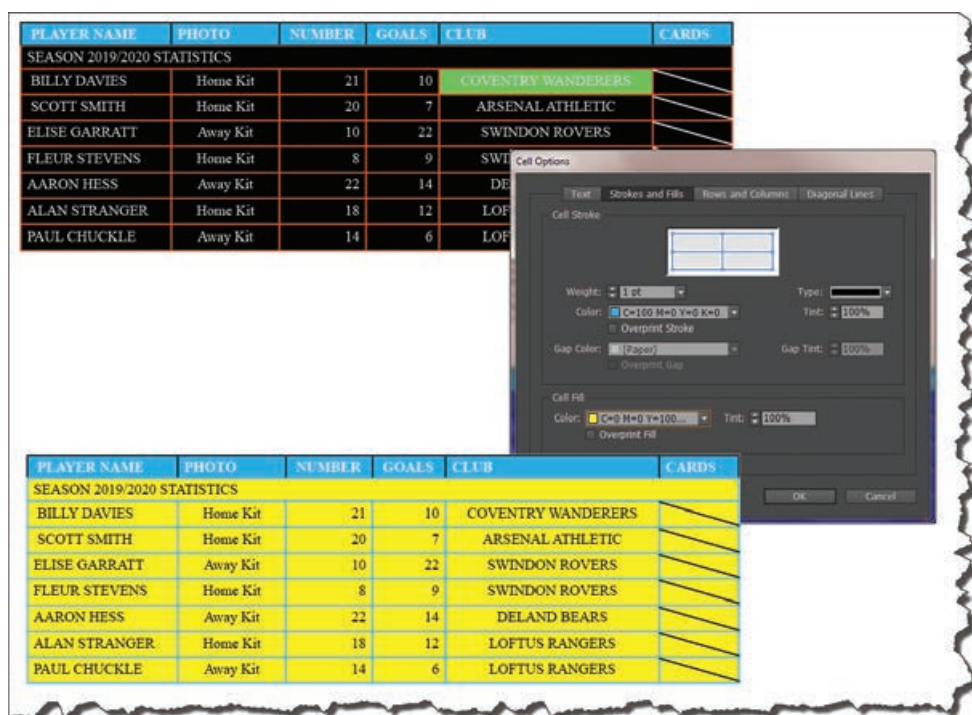 PLAYER NAME PHOTO NUMBER GOALS CLUB CARDS
SEASON 2019/2020 STATISTICS
BILLY DAVIES Home Kit 21 10 COVENTRY WANDERERS
SCOTT SMITH Home Kit 20 7 ARSENAL ATHLETIC
ELISE GARRATT Away Kit 10 22 SWINDON ROVERS
FLEUR STEVENS Home Kit 8 9 SWI
AARON HESS Away Kit 22 14 DE
ALAN STRANGER Home Kit 18 12 LOF
PAUL CHUCKLE Away Kit 14 6 LOF
Cell Options
Text Strokes and Fills Rows and Columns Diagonal Lines
Cell Stroke
Weight: 1 pt Type:
Color: C=100 M=0 Y=0 K=0 Tint: 100%
Overprint Stroke
Gap Color: [Paper] Gap Tint: 100%
Overprint Gap
Cell Fill
Color: C=0 M=0 Y=100... Tint: 100%
Overprint Fill
OK Cancel
PLAYER NAME PHOTO NUMBER GOALS CLUB CARDS
SEASON 2019/2020 STATISTICS
BILLY DAVIES Home Kit 21 10 COVENTRY WANDERERS
SCOTT SMITH Home Kit 20 7 ARSENAL ATHLETIC
ELISE GARRATT Away Kit 10 22 SWINDON ROVERS
FLEUR STEVENS Home Kit 8 9 SWINDON ROVERS
AARON HESS Away Kit 22 14 DELAND BEARS
ALAN STRANGER Home Kit 18 12 LOFTUS RANGERS
PAUL CHUCKLE Away Kit 14 6 LOFTUS RANGERS